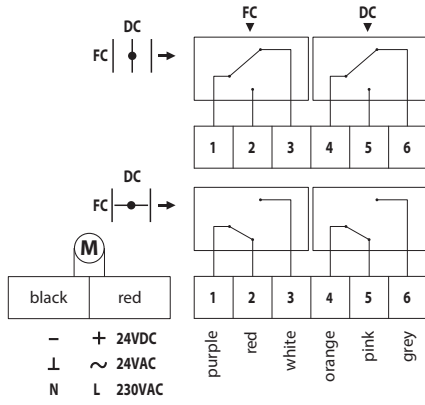 FC DC
DC
FC
1 2 3 4 5 6
DC
FC
M
black red
1 2 3 4 5 6
purple red white orange pink grey
– + 24VDC
⊥ ~ 24VAC
N L 230VAC